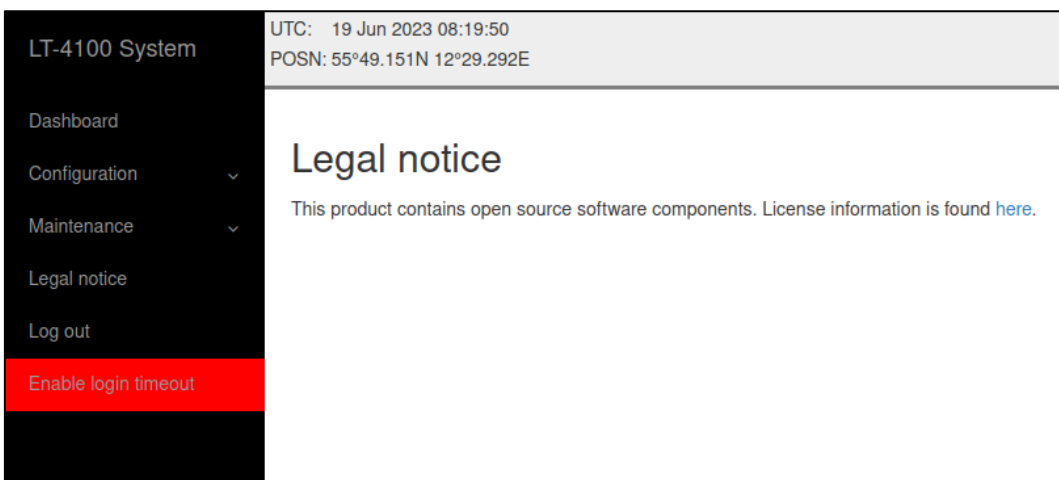 LT-4100 System
Dashboard
Configuration
Maintenance
Legal notice
Log out
Enable login timeout
UTC: 19 Jun 2023 08:19:50
POSN: 55°49.151N 12°29.292E
Legal notice
This product contains open source software components. License information is found here.